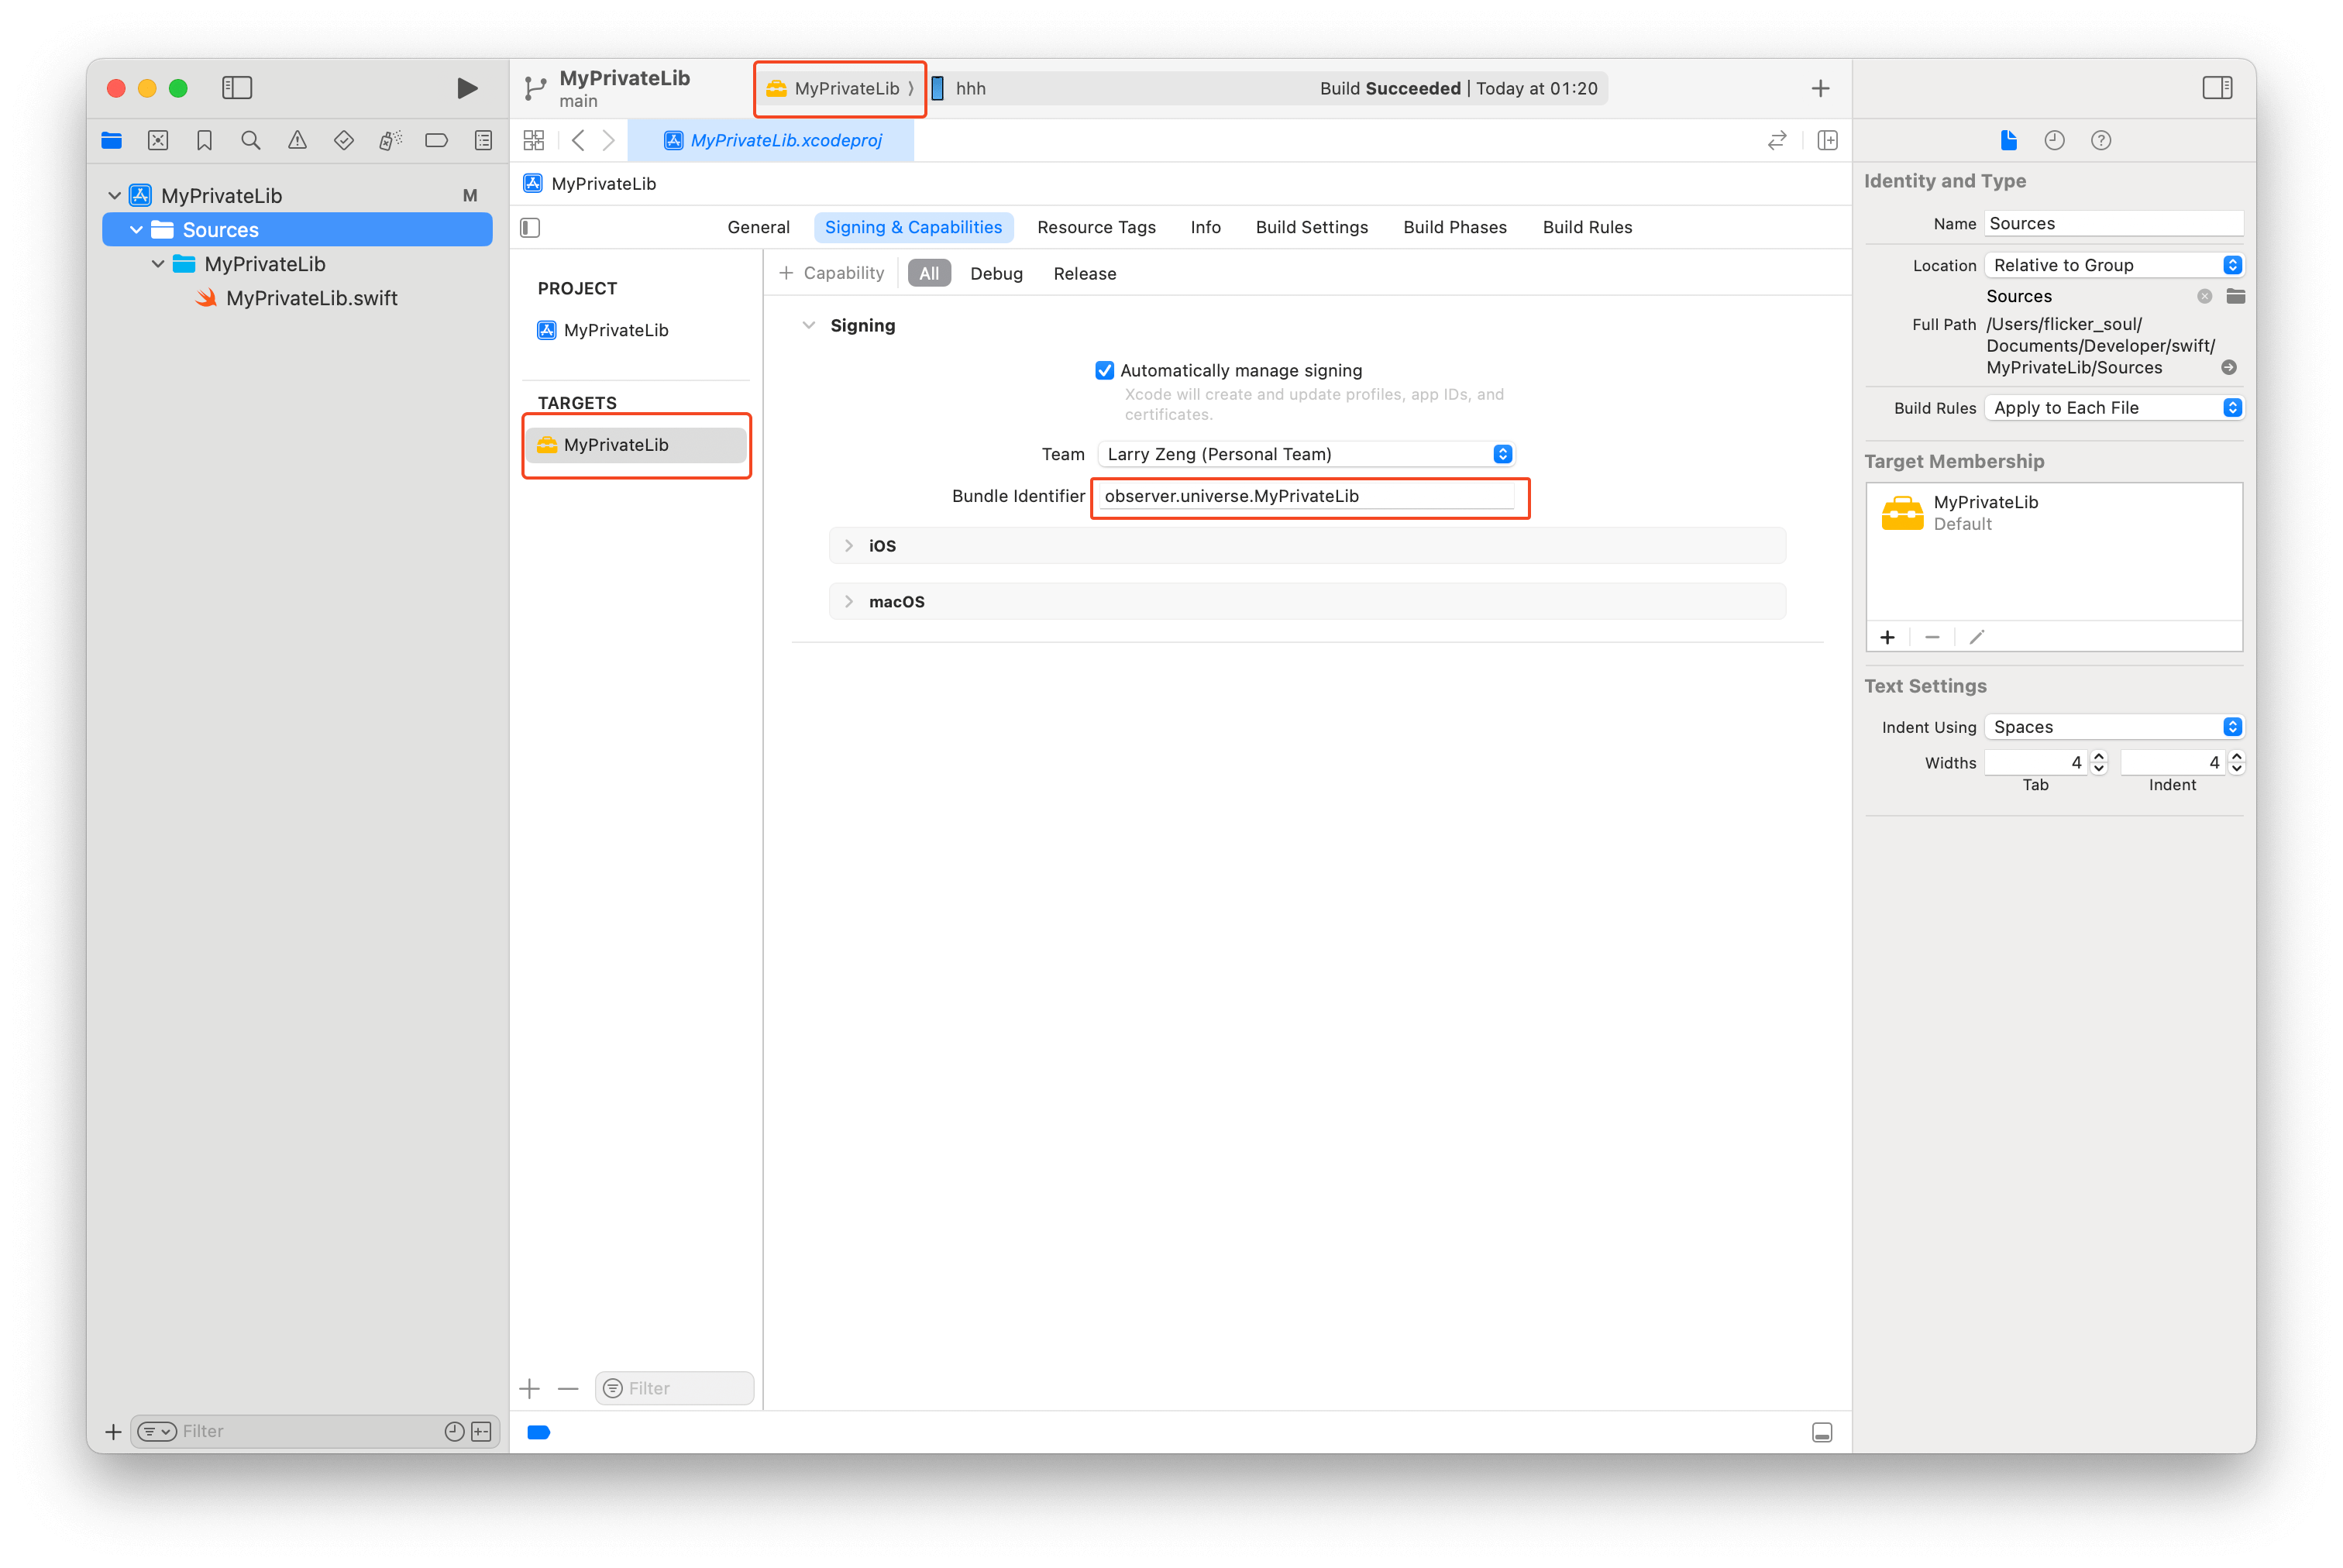 MyPrivateLib
main
MyPrivateLib
hhh
Build Succeeded | Today at 01:20
MyPrivateLib.xcodeproj
MyPrivateLib
M
Sources
MyPrivateLib
MyPrivateLib.swift
Filter
MyPrivateLib
General
Signing & Capabilities
Resource Tags
Info
Build Settings
Build Phases
Build Rules
PROJECT
MyPrivateLib
TARGETS
MyPrivateLib
Filter
+ Capability
All
Debug
Release
Signing
Automatically manage signing
Xcode will create and update profiles, app IDs, and
certificates.
Team
Larry Zeng (Personal Team)
Bundle Identifier
observer.universe.MyPrivateLib
iOS
macOS
Identity and Type
Name
Sources
Location
Relative to Group
Sources
Full Path
/Users/flicker_soul/
Documents/Developer/swift/
MyPrivateLib/Sources
Build Rules
Apply to Each File
Target Membership
MyPrivateLib
Default
Text Settings
Indent Using
Spaces
Widths
4
4
Tab
Indent